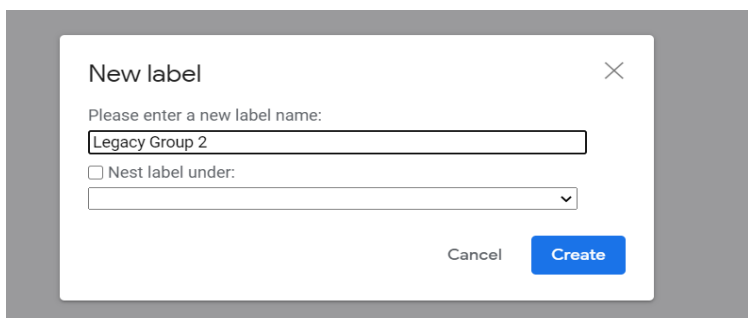 New label
Please enter a new label name:
Legacy Group 2
Nest label under:
Cancel Create